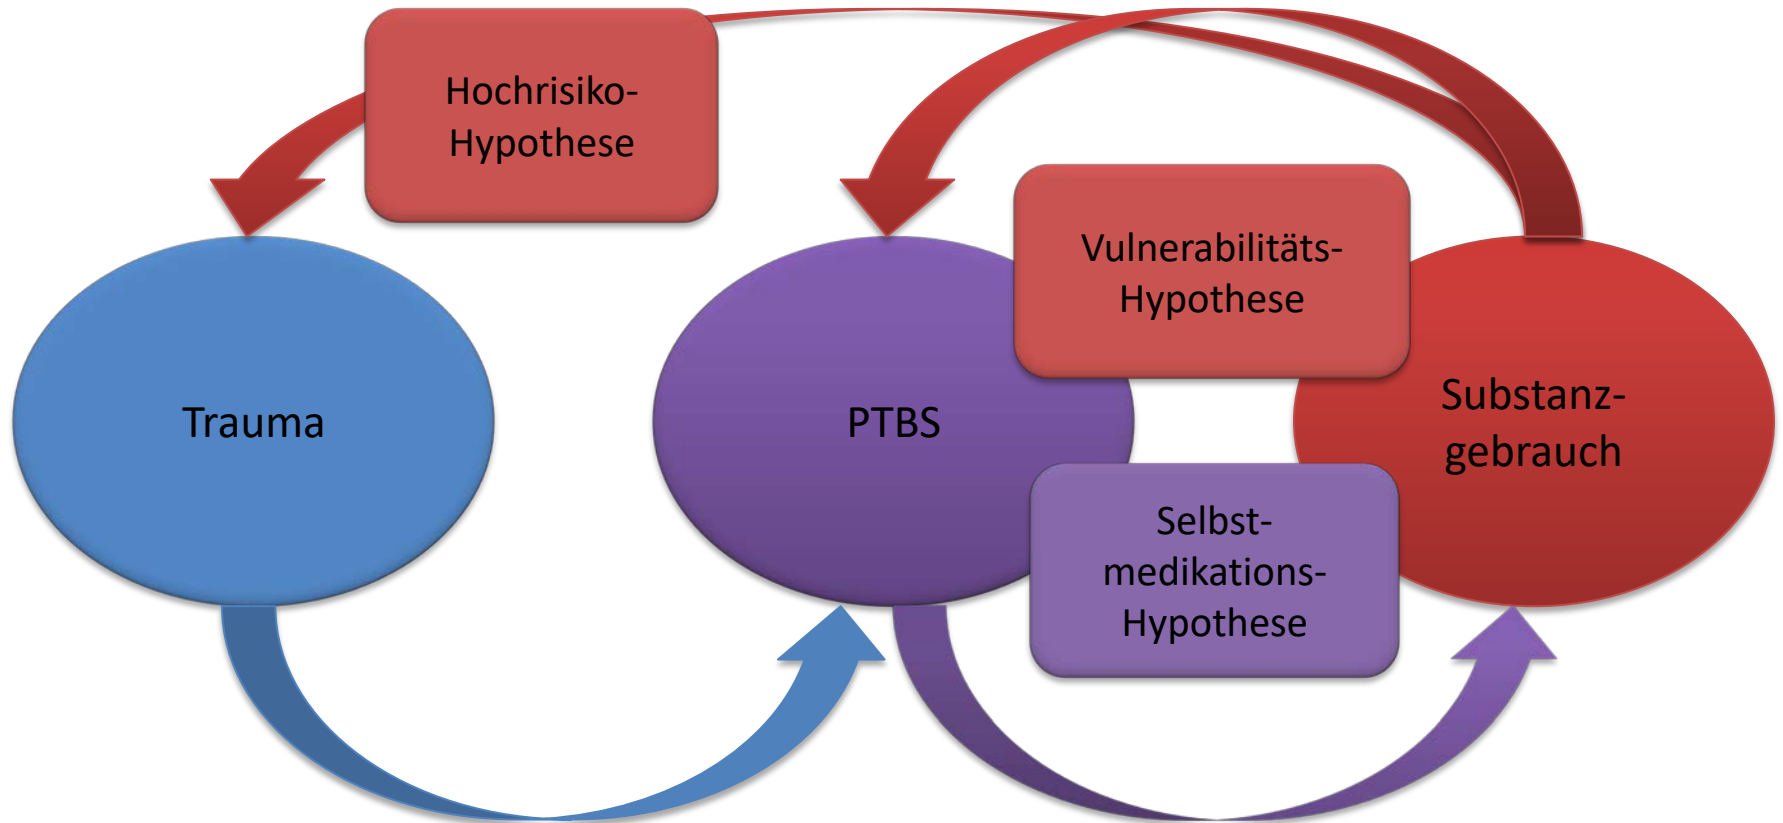 Hochrisiko-
Hypothese
Vulnerabilitäts-
Hypothese
Trauma
PTBS
Substanz-
gebrauch
Selbst-
medikations-
Hypothese